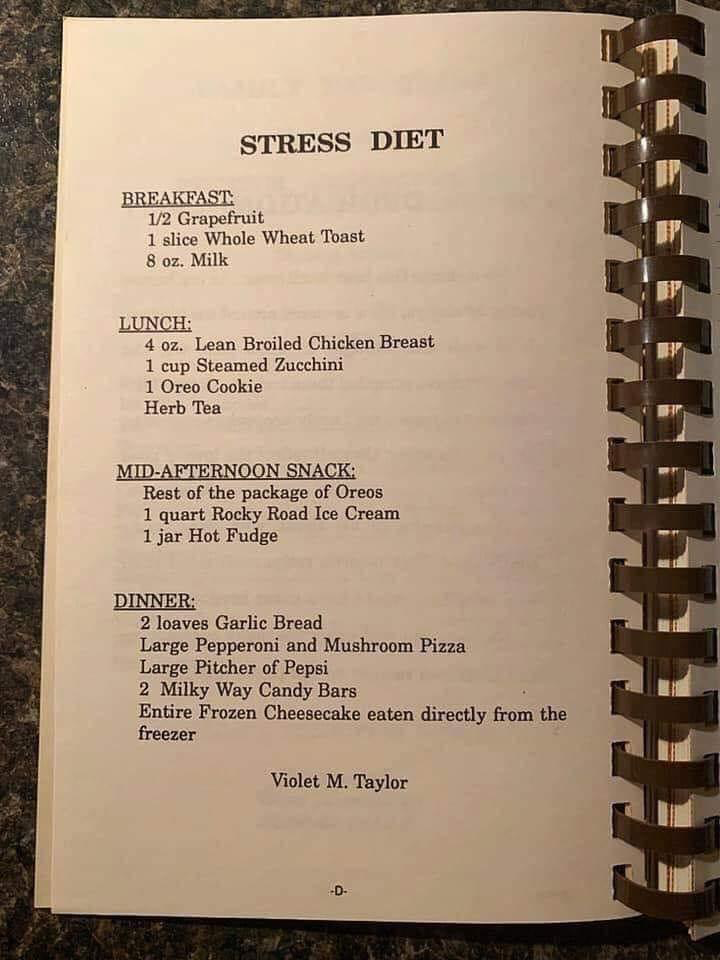 STRESS DIET
BREAKFAST:
1/2 Grapefruit
1 slice Whole Wheat Toast
8 oz. Milk
LUNCH:
4 oz. Lean Broiled Chicken Breast
1 cup Steamed Zucchini
1 Oreo Cookie
Herb Tea
MID-AFTERNOON SNACK:
Rest of the package of Oreos
1 quart Rocky Road Ice Cream
1 jar Hot Fudge
DINNER:
2 loaves Garlic Bread
Large Pepperoni and Mushroom Pizza
Large Pitcher of Pepsi
2 Milky Way Candy Bars
Entire Frozen Cheesecake eaten directly from the
freezer
Violet M. Taylor
-D-